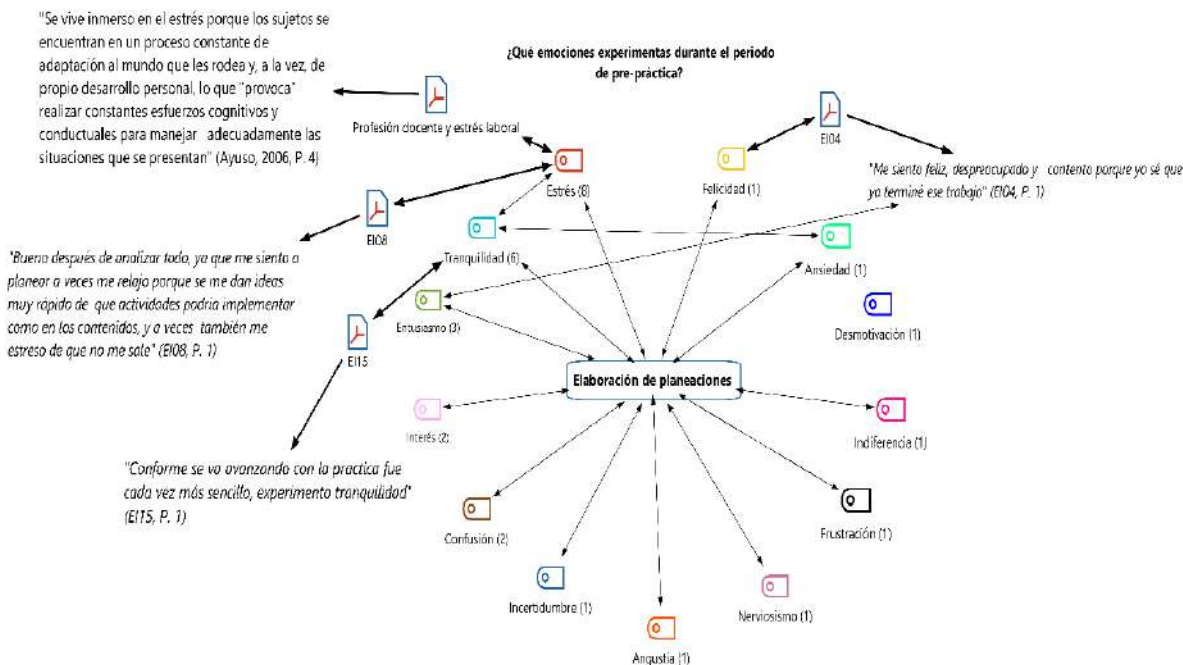 "Se vive inmerso en el estrés porque los sujetos se
encuentran en un proceso constante de
adaptación al mundo que les rodea y, a la vez, de
propio desarrollo personal, lo que "provoca"
realizar constantes esfuerzos cognitivos y
conductuales para manejar adecuadamente las
situaciones que se presentan" (Ayuso, 2006, P. 4)
¿Qué emociones experimentas durante el periodo
de pre-práctica?
Profesión docente y estrés laboral
EI04
"Me siento feliz, despreocupado y contento porque yo sé que
ya terminé ese trabajo" (EI04, P. 1)
Estrés (8)
Felicidad (1)
EI08
Tranquilidad (6)
Ansiedad (1)
"Bueno después de analizar todo, ya que me siento a
planear a veces me relajo porque se me dan ideas
muy rápido de que actividades podría implementar
como en los contenidos, y a veces también me
estreso de que no me sale" (EI08, P. 1)
Entusiasmo (3)
Desmotivación (1)
EI15
Elaboración de planeaciones
Interés (2)
Indiferencia (1)
"Conforme se va avanzando con la practica fue
cada vez más sencillo, experimento tranquilidad"
(EI15, P. 1)
Confusión (2)
Frustración (1)
Incertidumbre (1)
Nerviosismo (1)
Angustia (1)